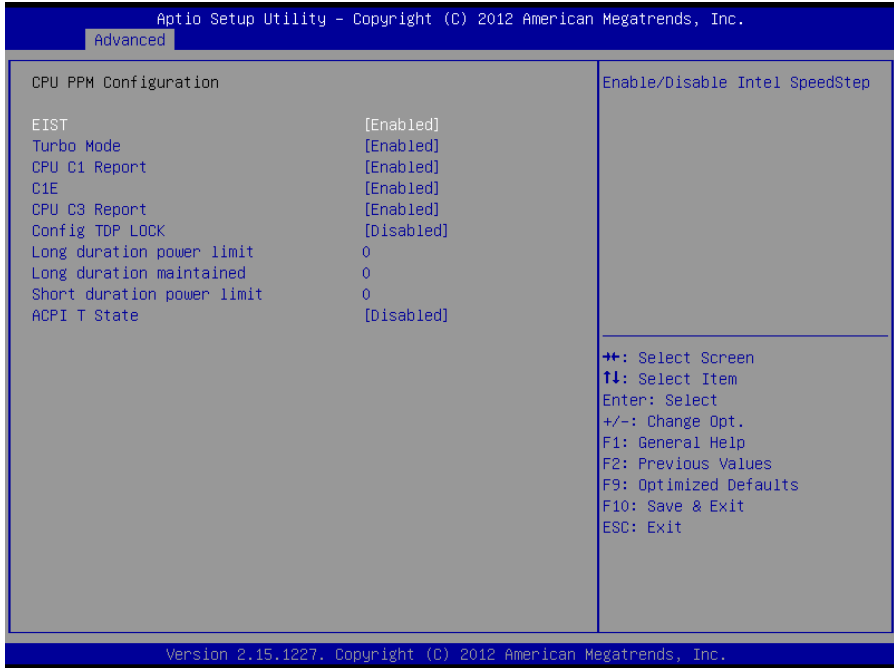 Aptio Setup Utility – Copyright (C) 2012 American Megatrends, Inc.
Advanced
CPU PPM Configuration
EIST [Enabled]
Turbo Mode [Enabled]
CPU C1 Report [Enabled]
C1E [Enabled]
CPU C3 Report [Enabled]
Config TDP LOCK [Disabled]
Long duration power limit 0
Long duration maintained 0
Short duration power limit 0
ACPI T State [Disabled]
Enable/Disable Intel SpeedStep
→←: Select Screen
↑↓: Select Item
Enter: Select
+/-: Change Opt.
F1: General Help
F2: Previous Values
F9: Optimized Defaults
F10: Save & Exit
ESC: Exit
Version 2.15.1227. Copyright (C) 2012 American Megatrends, Inc.